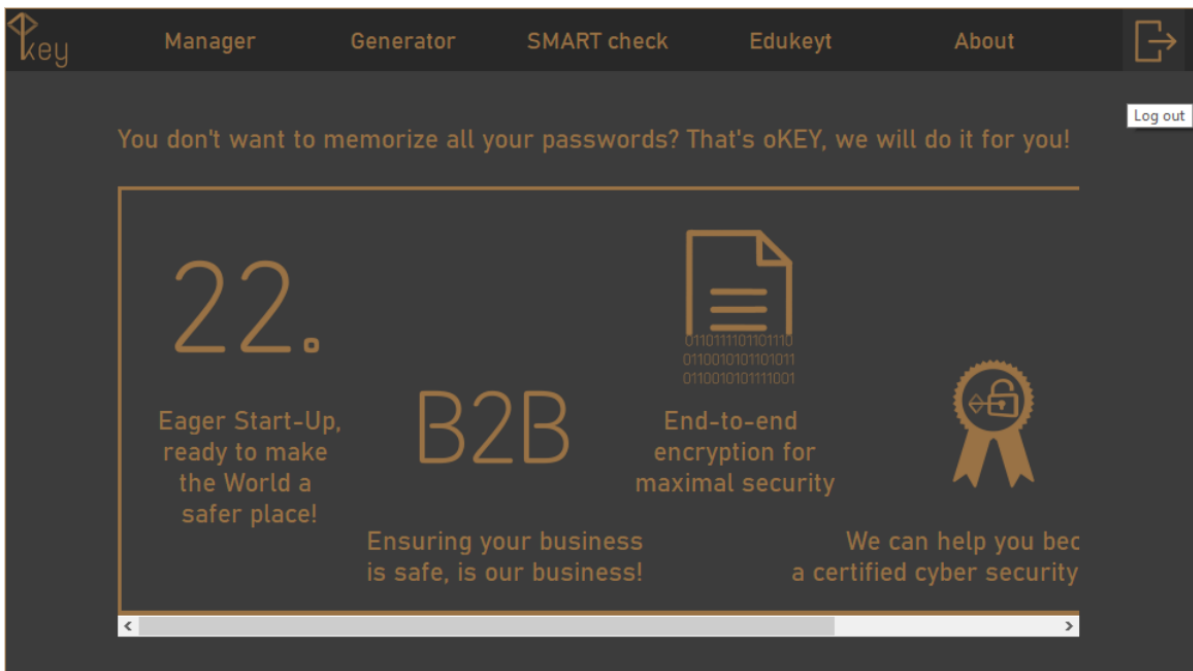 key
Manager
Generator
SMART check
Edukeyt
About
Log out
You don't want to memorize all your passwords? That's oKEY, we will do it for you!
22.
Eager Start-Up,
ready to make
the World a
safer place!
B2B
Ensuring your business
is safe, is our business!
0110111101101110
0110010101101011
0110010101111001
End-to-end
encryption for
maximal security
We can help you bec
a certified cyber security